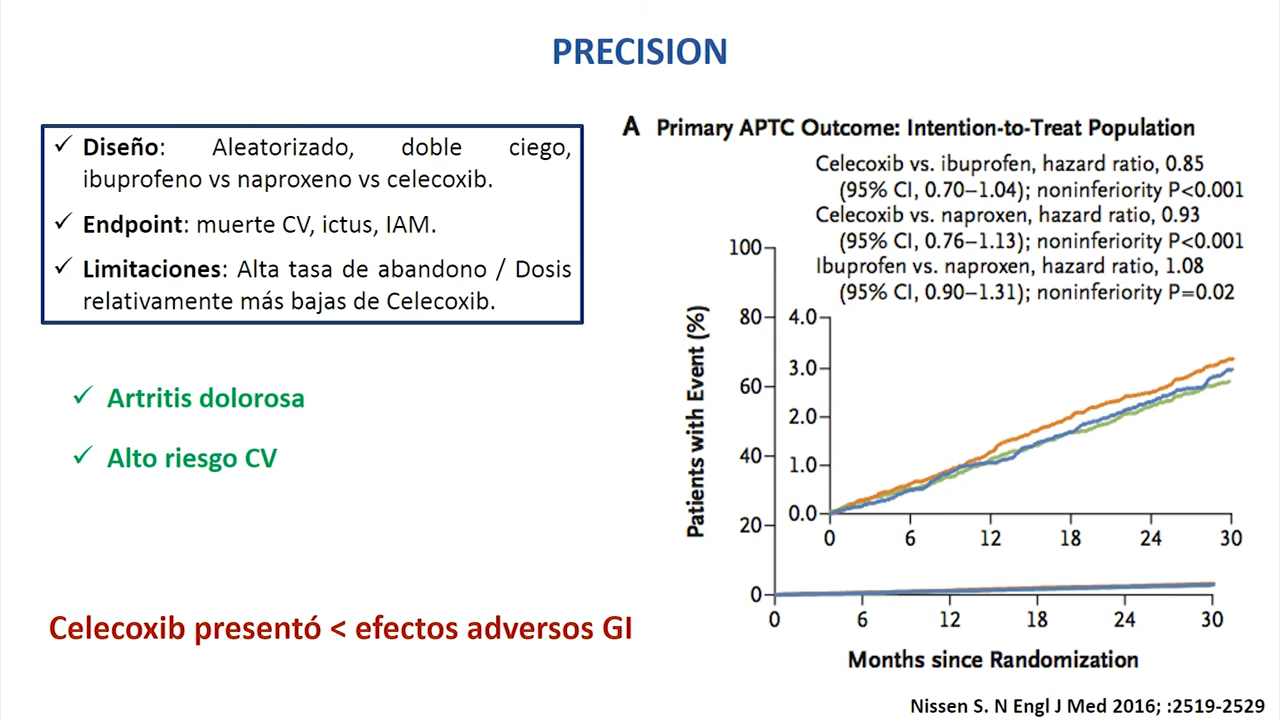 PRECISION
✓ Diseño: Aleatorizado, doble ciego,
ibuprofeno vs naproxeno vs celecoxib.
✓ Endpoint: muerte CV, ictus, IAM.
✓ Limitaciones: Alta tasa de abandono / Dosis
relativamente más bajas de Celecoxib.
✓ Artritis dolorosa
✓ Alto riesgo CV
Celecoxib presentó < efectos adversos GI
A Primary APTC Outcome: Intention-to-Treat Population
Celecoxib vs. ibuprofen, hazard ratio, 0.85
(95% CI, 0.70–1.04); noninferiority P<0.001
Celecoxib vs. naproxen, hazard ratio, 0.93
(95% CI, 0.76–1.13); noninferiority P<0.001
Ibuprofen vs. naproxen, hazard ratio, 1.08
(95% CI, 0.90–1.31); noninferiority P=0.02
Patients with Event (%)
100
80
60
40
20
0
4.0
3.0
2.0
1.0
0.0
0 6 12 18 24 30
0 6 12 18 24 30
Months since Randomization
Nissen S. N Engl J Med 2016; :2519-2529